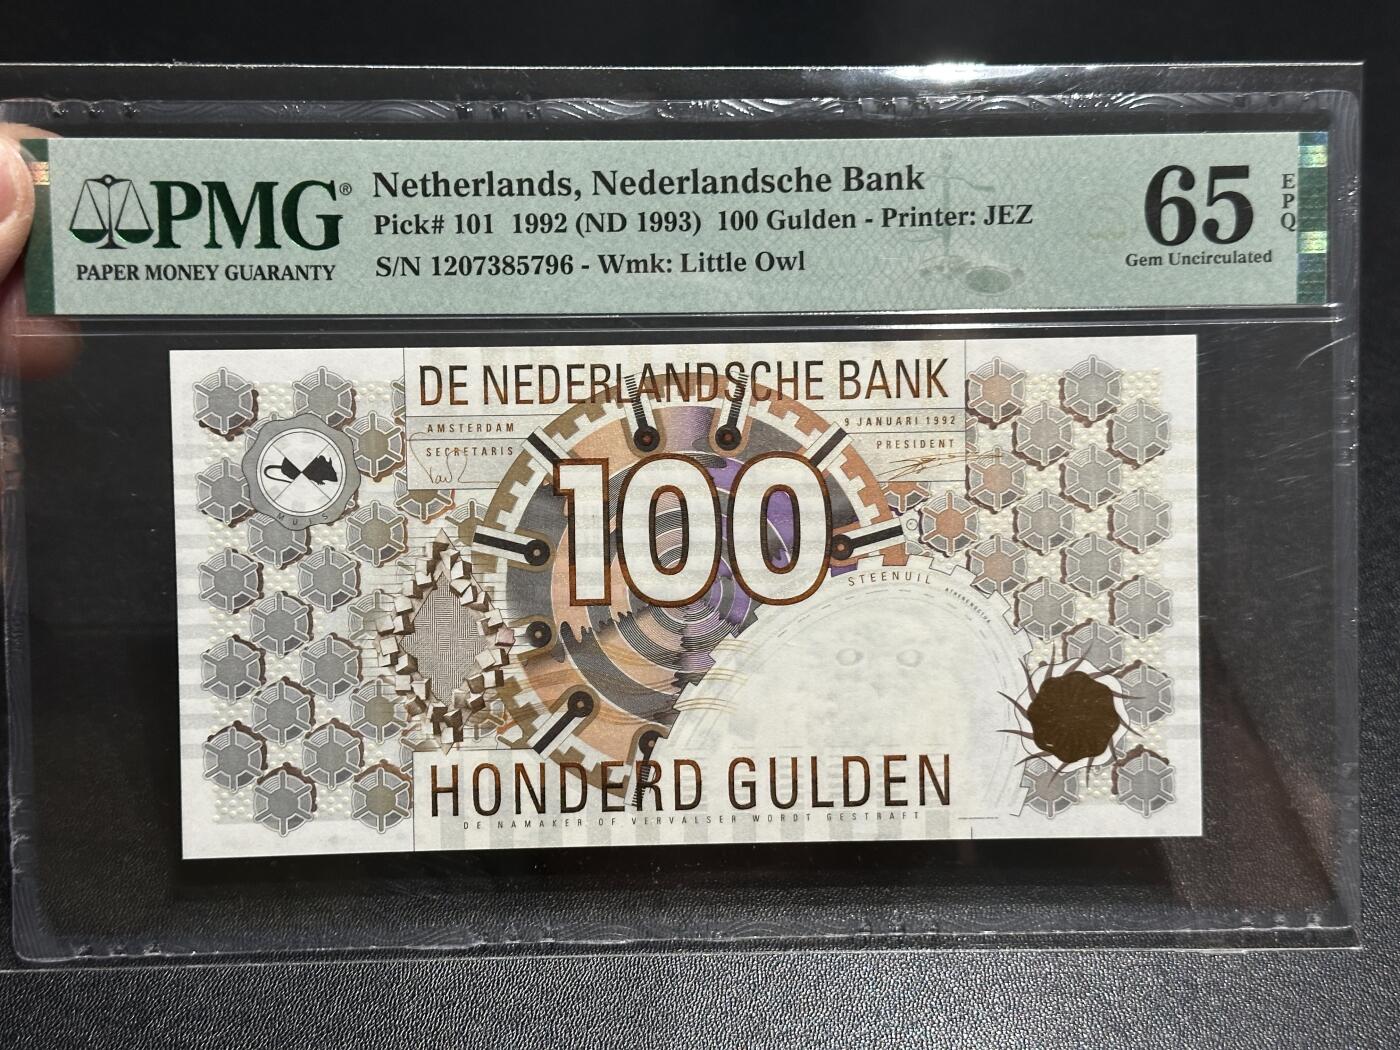 PMG®
PAPER MONEY GUARANTY
Netherlands, Nederlandsche Bank
Pick# 101 1992 (ND 1993) 100 Gulden - Printer: JEZ
S/N 1207385796 - Wmk: Little Owl
65
EPQ
Gem Uncirculated
DE NEDERLANDSCHE BANK
AMSTERDAM
9 JANUARI 1992
SECRETARIS
PRESIDENT
MUIS
100
STEENUIL
HONDERD GULDEN
DE NAMAKER OF VERVALSER WORDT GESTRAFT